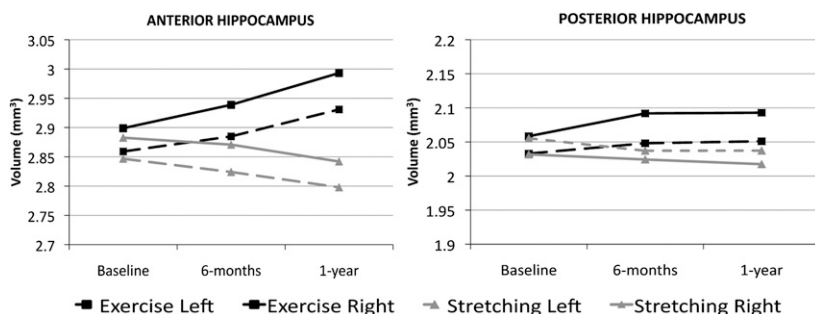 ANTERIOR HIPPOCAMPUS
Volume (mm³)
3.05
3
2.95
2.9
2.85
2.8
2.75
2.7
Baseline 6-months 1-year
POSTERIOR HIPPOCAMPUS
Volume (mm³)
2.2
2.15
2.1
2.05
2
1.95
1.9
Baseline 6-months 1-year
Exercise Left Exercise Right Stretching Left Stretching Right